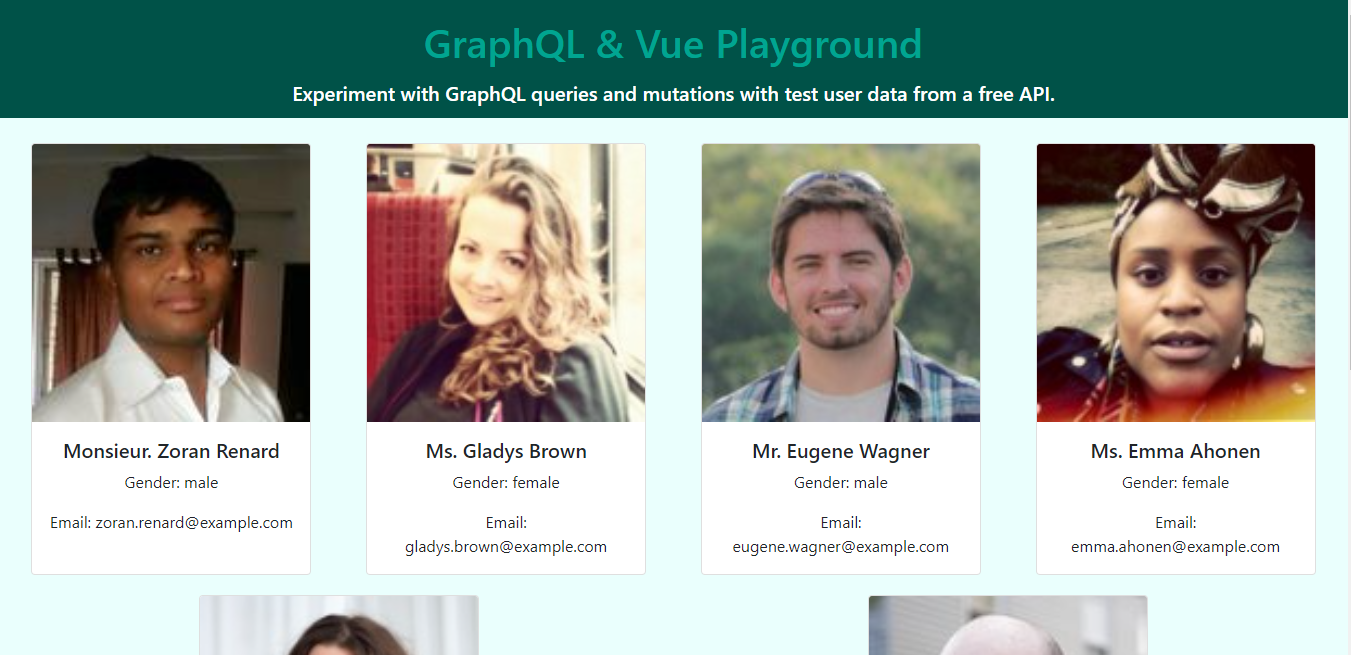 GraphQL & Vue Playground
Experiment with GraphQL queries and mutations with test user data from a free API.
Monsieur. Zoran Renard
Gender: male
Email: zoran.renard@example.com
Ms. Gladys Brown
Gender: female
Email:
gladys.brown@example.com
Mr. Eugene Wagner
Gender: male
Email:
eugene.wagner@example.com
Ms. Emma Ahonen
Gender: female
Email:
emma.ahonen@example.com